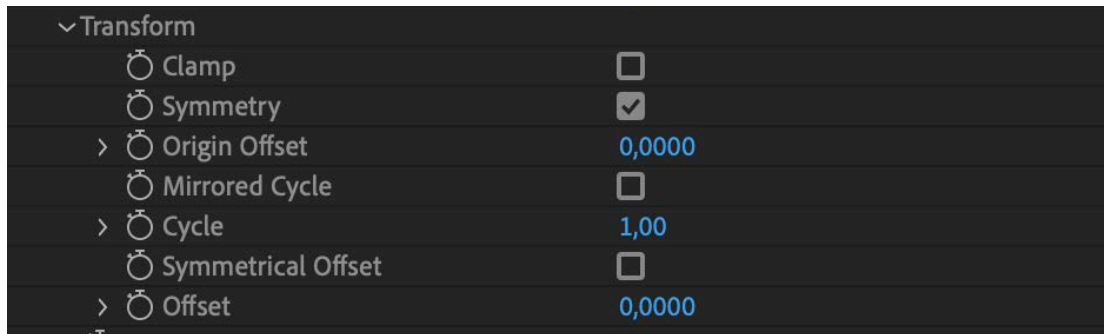 Transform
Clamp
Symmetry
Origin Offset 0,0000
Mirrored Cycle
Cycle 1,00
Symmetrical Offset
Offset 0,0000